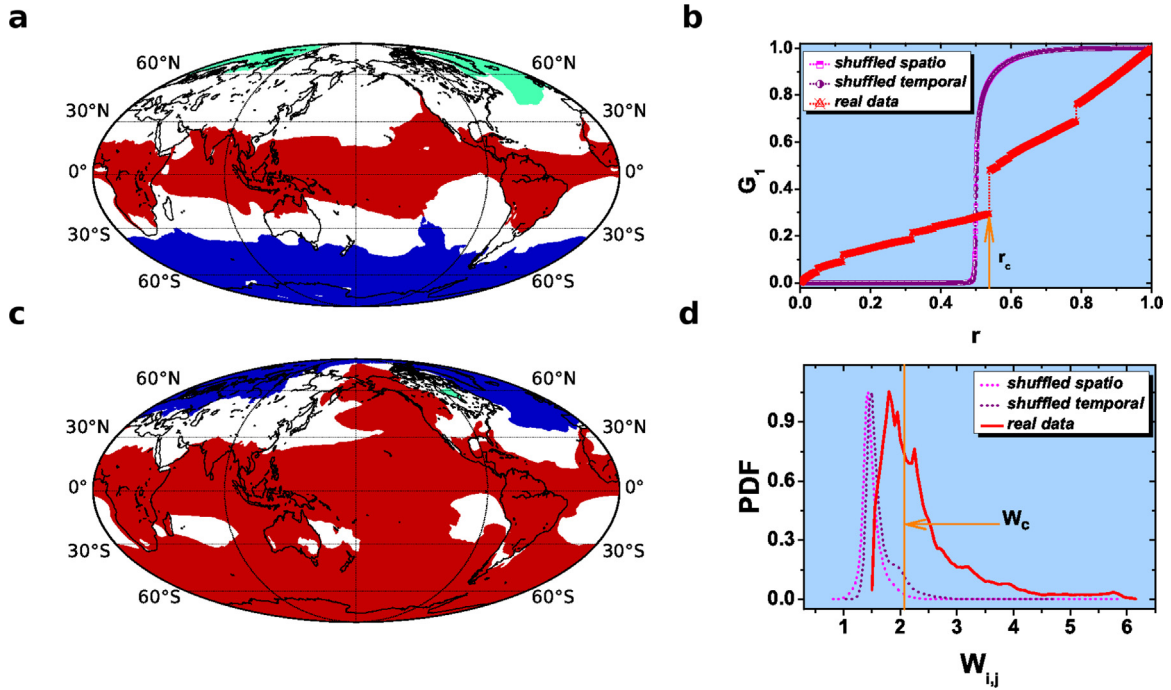 a
60°N
60°N
30°N
30°N
0°
0°
30°S
30°S
60°S
60°S
b
G1
1.0
0.8
0.6
0.4
0.2
0.0
shuffled spatio
shuffled temporal
real data
rc
0.0 0.2 0.4 0.6 0.8 1.0
r
c
60°N
60°N
30°N
30°N
0°
0°
30°S
30°S
60°S
60°S
d
PDF
0.9
0.6
0.3
0.0
shuffled spatio
shuffled temporal
real data
Wc
1 2 3 4 5 6
Wi,j